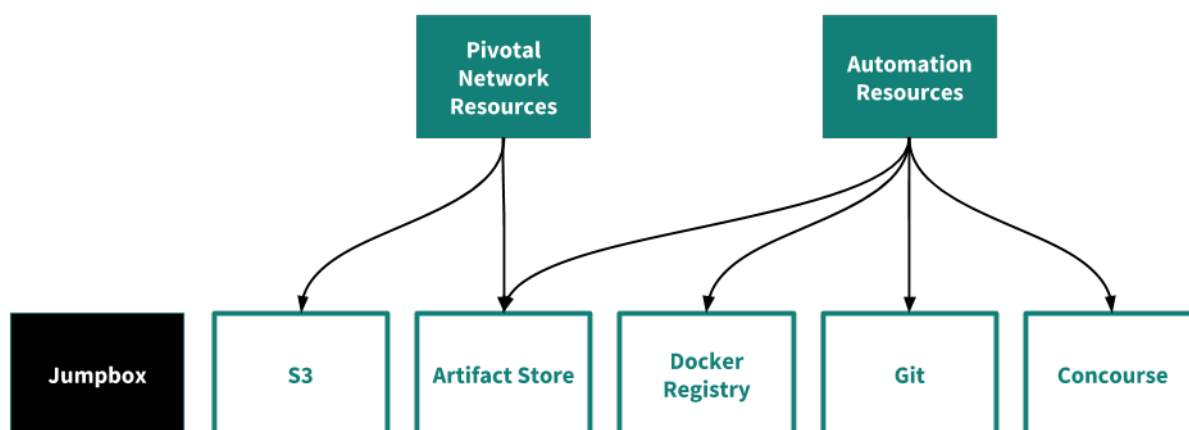 Pivotal
Network
Resources
Automation
Resources
Jumpbox
S3
Artifact Store
Docker
Registry
Git
Concourse